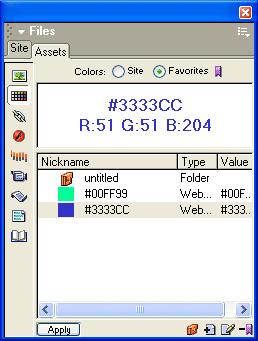 Files
Site Assets
Colors: Site Favorites
#3333CC
R:51 G:51 B:204
Nickname Type Value
untitled Folder
#00FF99 Web... #00F...
#3333CC Web... #333...
Apply